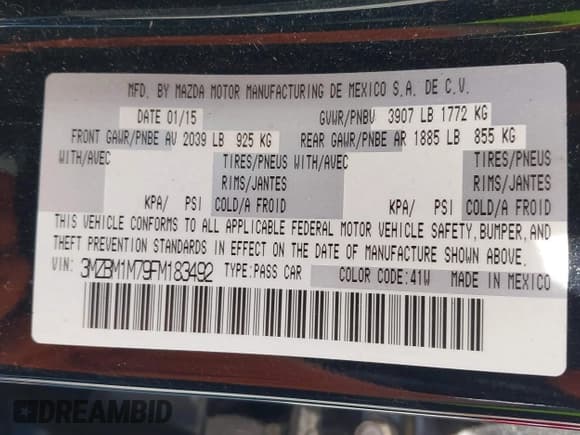 MFD. BY MAZDA MOTOR MANUFACTURING DE MEXICO S.A. DE C.V.
DATE 01/15 GVWR/PNBV 3907 LB 1772 KG
FRONT GAWR/PNBE AV 2039 LB 925 KG REAR GAWR/PNBE AR 1885 LB 855 KG
WITH/AVEC TIRES/PNEUS WITH/AVEC TIRES/PNEUS
RIMS/JANTES RIMS/JANTES
KPA/ PSI COLD/A FROID KPA/ PSI COLD/A FROID
THIS VEHICLE CONFORMS TO ALL APPLICABLE FEDERAL MOTOR VEHICLE SAFETY,BUMPER,AND
THEFT PREVENTION STANDARDS IN EFFECT ON THE DATE OF MANUFACTURE SHOWN ABOVE.
VIN: 3MZBM1M79FM183492 TYPE:PASS CAR COLOR CODE:41W MADE IN MEXICO
DREAMBID